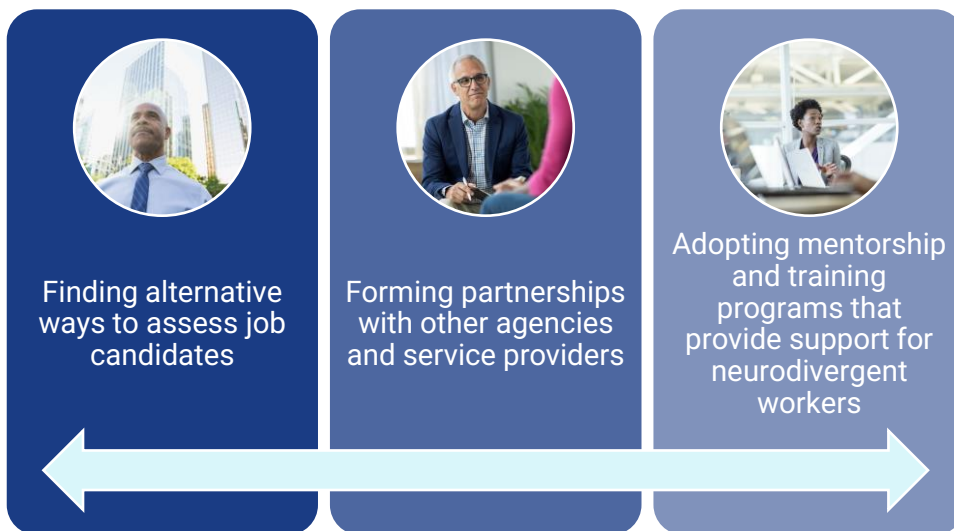 Finding alternative
ways to assess job
candidates
Forming partnerships
with other agencies
and service providers
Adopting mentorship
and training
programs that
provide support for
neurodivergent
workers